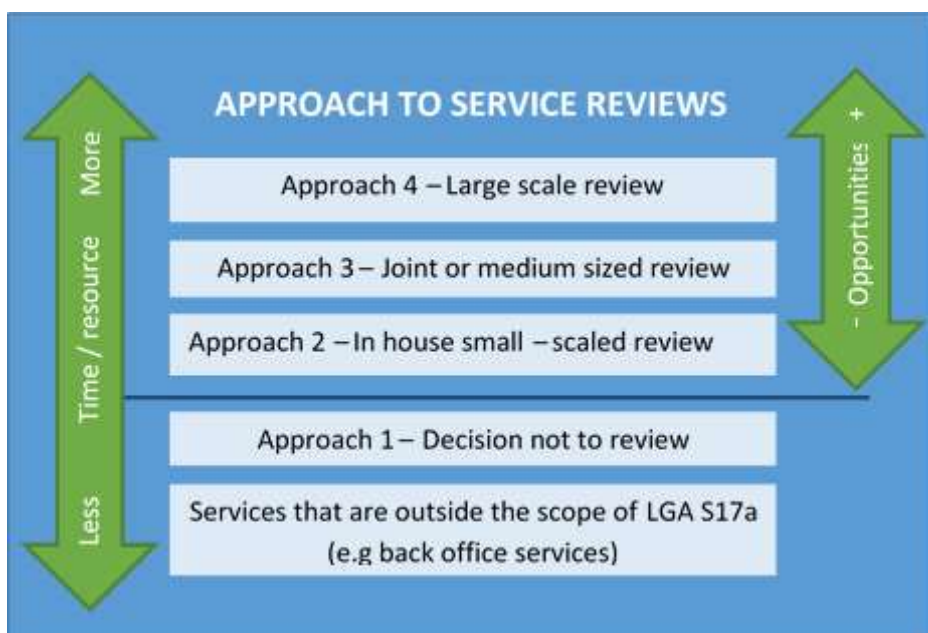 APPROACH TO SERVICE REVIEWS
Approach 4 – Large scale review
Approach 3 – Joint or medium sized review
Approach 2 – In house small – scaled review
Approach 1 – Decision not to review
Services that are outside the scope of LGA S17a
(e.g back office services)
Less Time / resource More
- Opportunities +